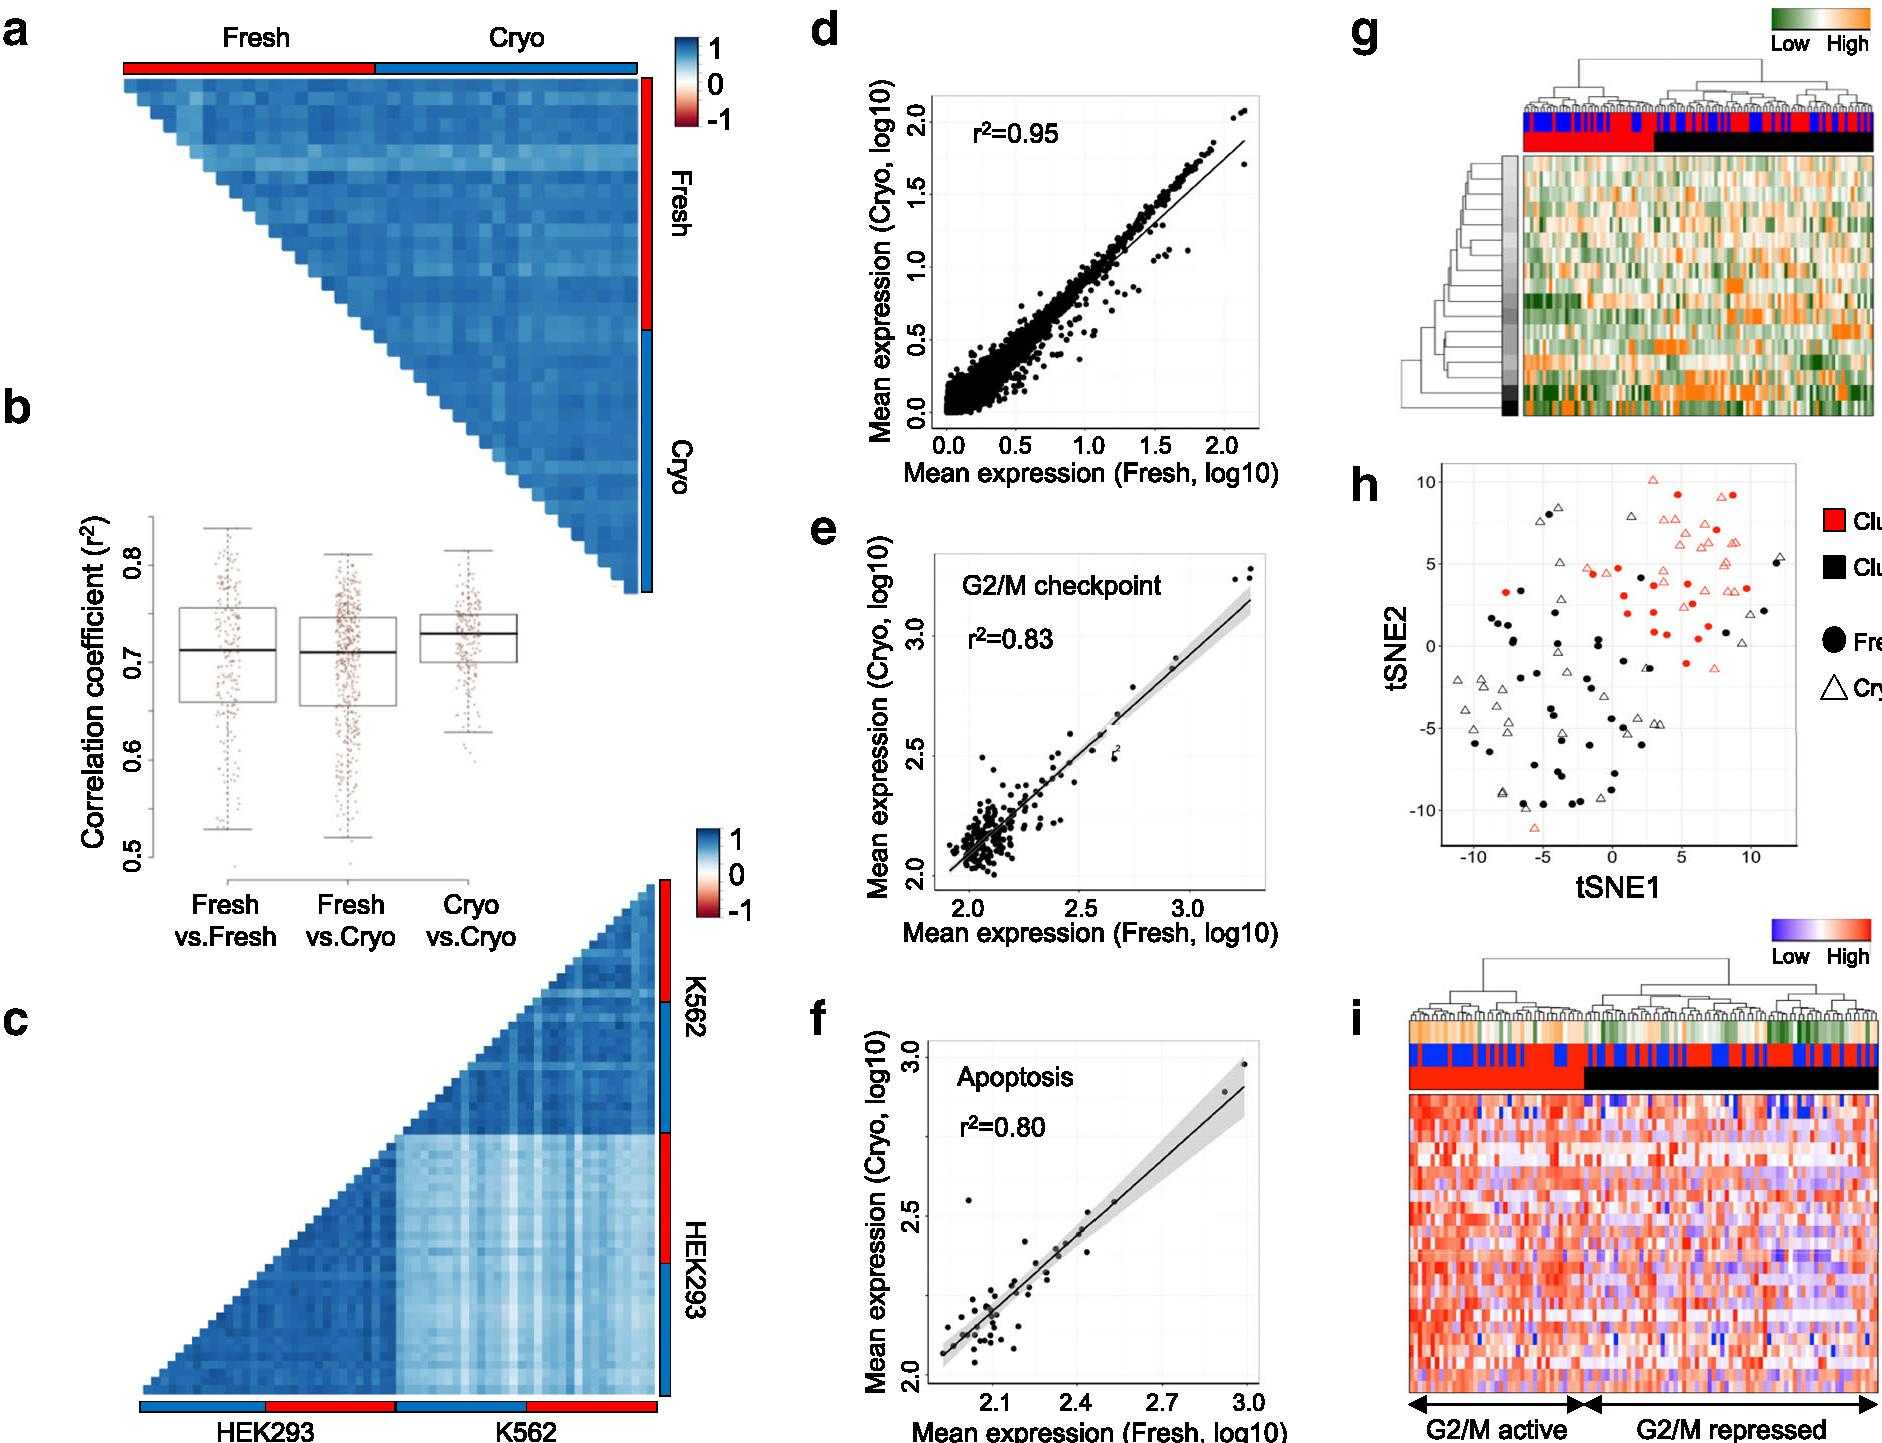 a
Fresh
Cryo
1
0
-1
Fresh
Cryo
b
Correlation coefficient (r2)
0.8
0.7
0.6
0.5
Fresh
vs.Fresh
Fresh
vs.Cryo
Cryo
vs.Cryo
c
1
0
-1
K562
HEK293
HEK293
K562
d
r2=0.95
Mean expression (Cryo, log10)
2.0
1.5
1.0
0.5
0.0
0.0
0.5
1.0
1.5
2.0
Mean expression (Fresh, log10)
e
G2/M checkpoint
r2=0.83
r2
Mean expression (Cryo, log10)
3.0
2.5
2.0
2.0
2.5
3.0
Mean expression (Fresh, log10)
f
Apoptosis
r2=0.80
Mean expression (Cryo, log10)
3.0
2.5
2.0
2.1
2.4
2.7
3.0
Mean expression (Fresh, log10)
g
Low
High
h
tSNE2
10
5
0
-5
-10
-10
-5
0
5
10
tSNE1
Clu
Clu
Fre
Cry
i
Low
High
G2/M active
G2/M repressed